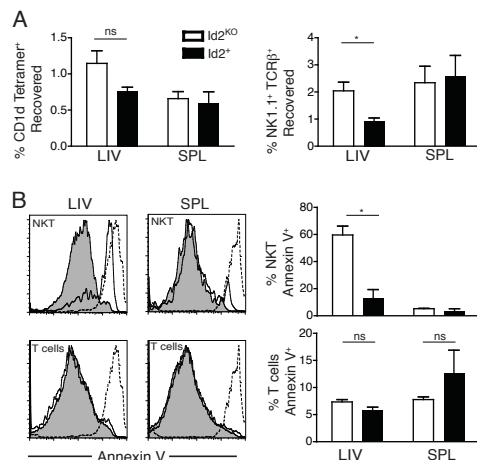 A
Id2KO
Id2+
% CD1d Tetramer+
Recovered
1.5
1.0
0.5
0.0
ns
LIV
SPL
% NK1.1+ TCRβ+
Recovered
4
3
2
1
0
*
LIV
SPL
B
LIV
SPL
NKT
NKT
T cells
T cells
Annexin V
% NKT
Annexin V+
80
60
40
20
0
*
% T cells
Annexin V+
20
15
10
5
0
ns
ns
LIV
SPL